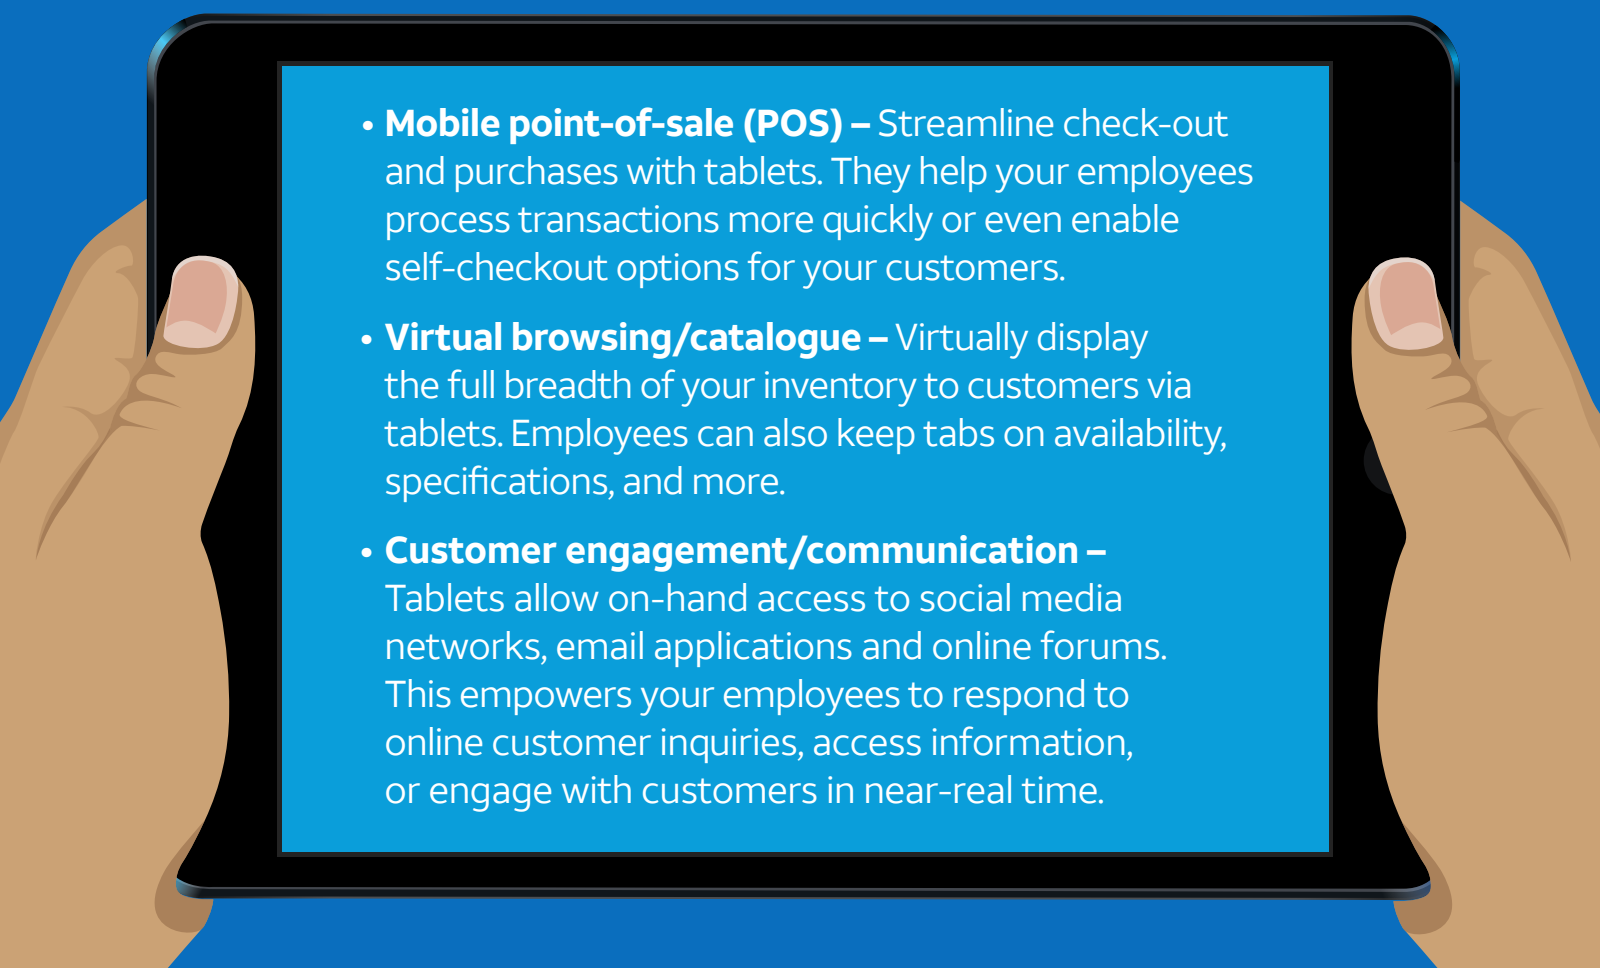 • Mobile point-of-sale (POS) – Streamline check-out
and purchases with tablets. They help your employees
process transactions more quickly or even enable
self-checkout options for your customers.
• Virtual browsing/catalogue – Virtually display
the full breadth of your inventory to customers via
tablets. Employees can also keep tabs on availability,
specifications, and more.
• Customer engagement/communication –
Tablets allow on-hand access to social media
networks, email applications and online forums.
This empowers your employees to respond to
online customer inquiries, access information,
or engage with customers in near-real time.